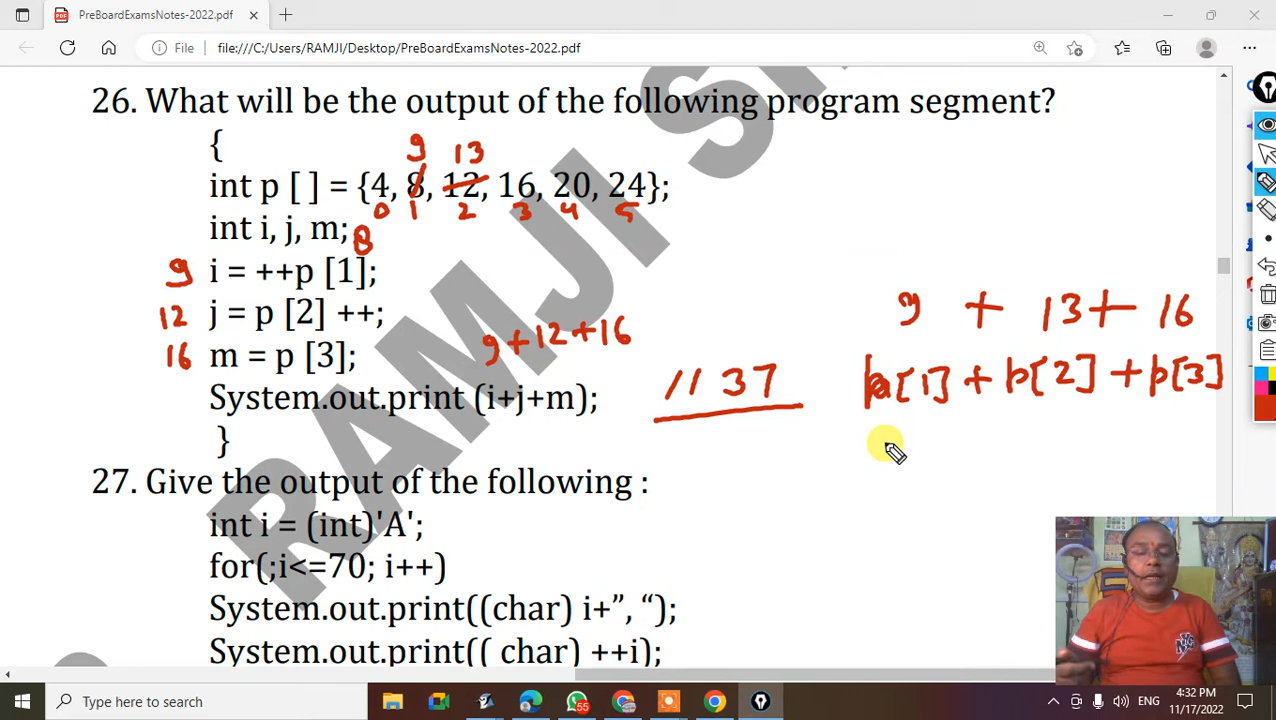 PreBoardExamsNotes-2022.pdf
File file:///C:/Users/RAMJI/Desktop/PreBoardExamsNotes-2022.pdf
26. What will be the output of the following program segment?
{
9 13
int p [ ] = {4, 8, 12, 16, 20, 24};
0 1 2 3 4 5
int i, j, m; 8
9 i = ++p [1];
12 j = p [2] ++;
9 + 13 + 16
16 m = p [3];
9+12+16
p[1] + p[2] + p[3]
System.out.print (i+j+m);
// 37
}
27. Give the output of the following :
int i = (int)'A';
for(;i<=70; i++)
System.out.print((char) i+”, “);
System.out.print(( char) ++i);
RAMJI
Type here to search
55
ENG
4:32 PM
11/17/2022